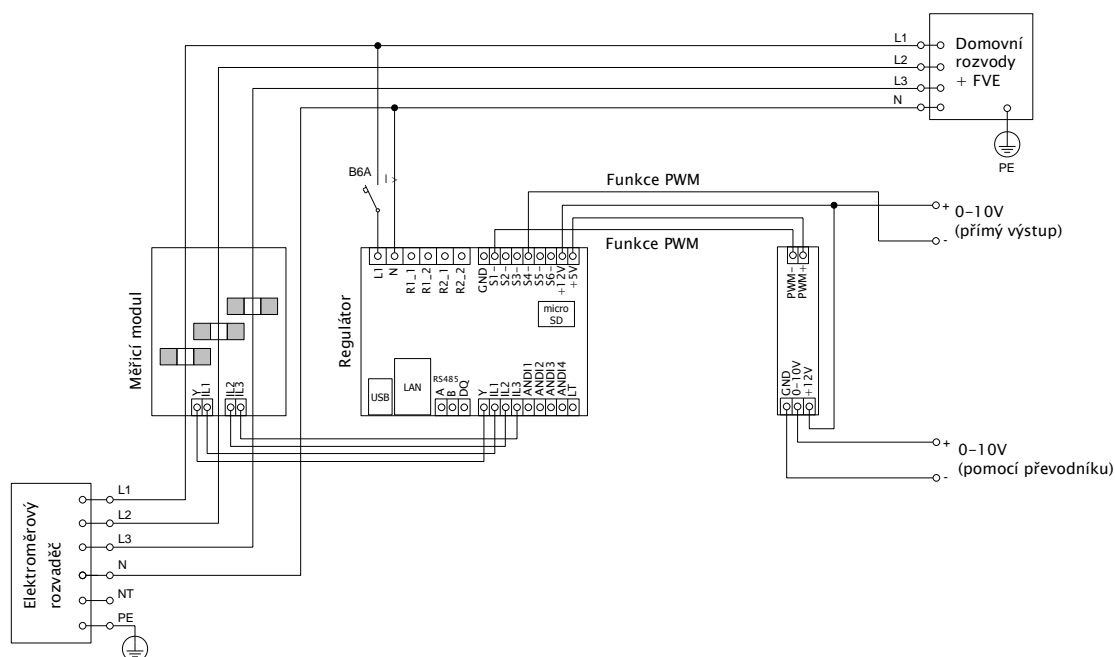 L1
L2
L3
N
Domovní
rozvody
+ FVE
PE
B6A
I >
Funkce PWM
Funkce PWM
+
0-10V
(přímý výstup)
-
Měřicí modul
Y
IL1
IL2
IL3
Regulátor
L1
N
R1_1
R1_2
R2_1
R2_2
GND
S1-
S2-
S3-
S4-
S5-
S6-
+12V
+5V
micro
SD
USB
LAN
RS485
A
B
DQ
Y
IL1
IL2
IL3
ANDI1
ANDI2
ANDI3
ANDI4
LT
PWM-
PWM+
GND
0-10V
+12V
+
0-10V
(pomocí převodníku)
-
Elektroměrový
rozvaděč
L1
L2
L3
N
NT
PE